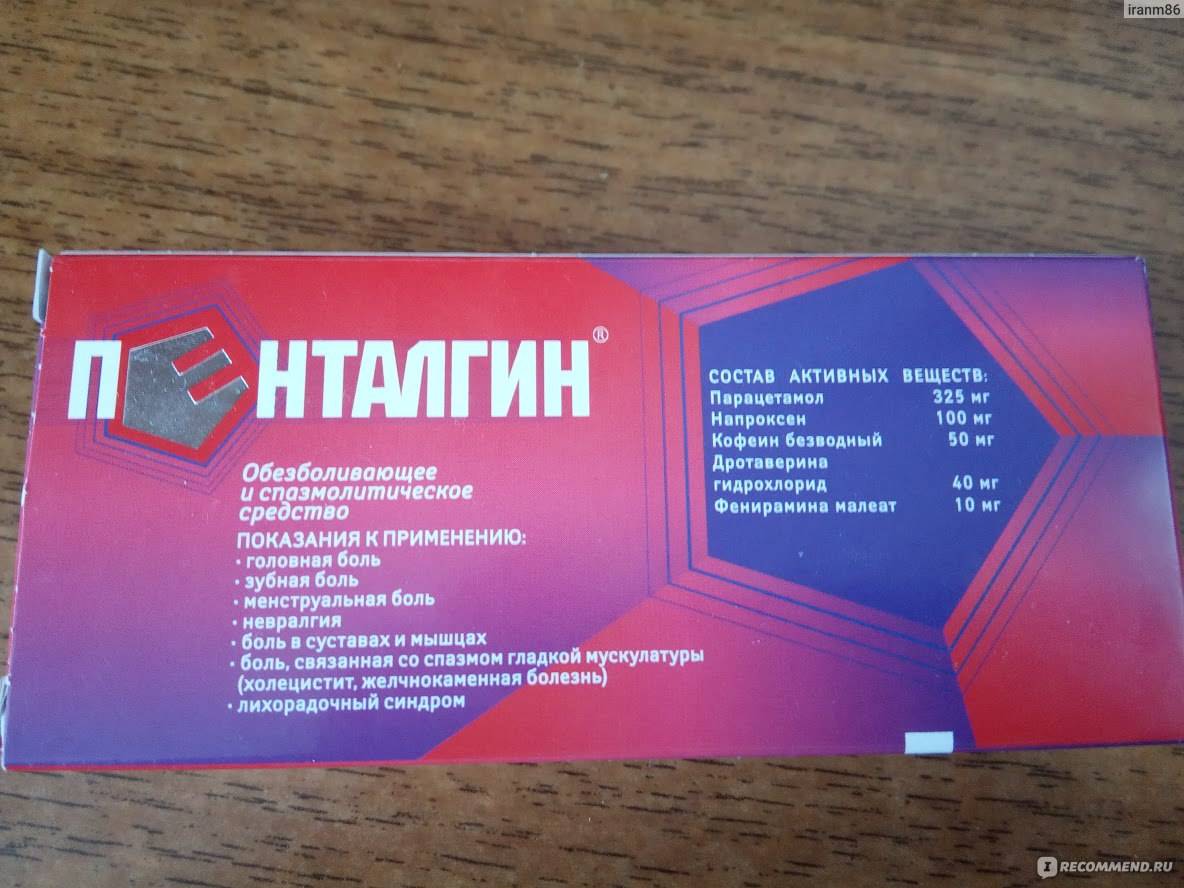 iranm86
ПЕНТАЛГИН®
Обезболивающее
и спазмолитическое
средство
ПОКАЗАНИЯ К ПРИМЕНЕНИЮ:
• головная боль
• зубная боль
• менструальная боль
• невралгия
• боль в суставах и мышцах
• боль, связанная со спазмом гладкой мускулатуры
(холецистит, желчнокаменная болезнь)
• лихорадочный синдром
СОСТАВ АКТИВНЫХ ВЕЩЕСТВ:
Парацетамол 325 мг
Напроксен 100 мг
Кофеин безводный 50 мг
Дротаверина
гидрохлорид 40 мг
Фенирамина малеат 10 мг
IRECOMMEND.RU